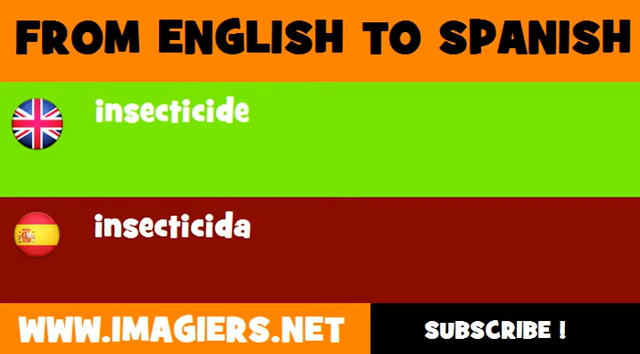 FROM ENGLISH TO SPANISH
insecticide
insecticida
WWW.IMAGIERS.NET
SUBSCRIBE !